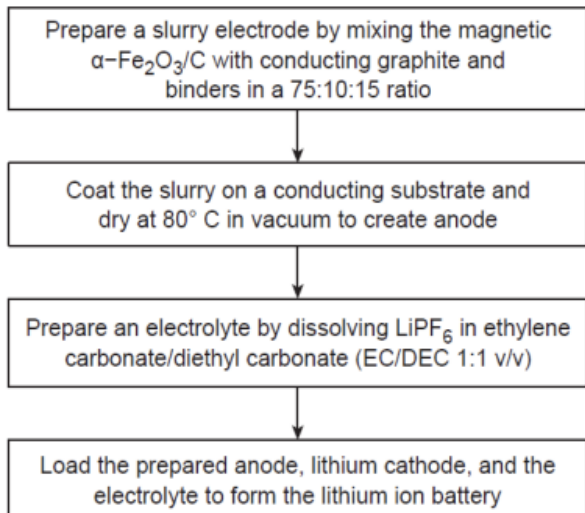 Prepare a slurry electrode by mixing the magnetic
α−Fe₂O₃/C with conducting graphite and
binders in a 75:10:15 ratio
Coat the slurry on a conducting substrate and
dry at 80° C in vacuum to create anode
Prepare an electrolyte by dissolving LiPF₆ in ethylene
carbonate/diethyl carbonate (EC/DEC 1:1 v/v)
Load the prepared anode, lithium cathode, and the
electrolyte to form the lithium ion battery